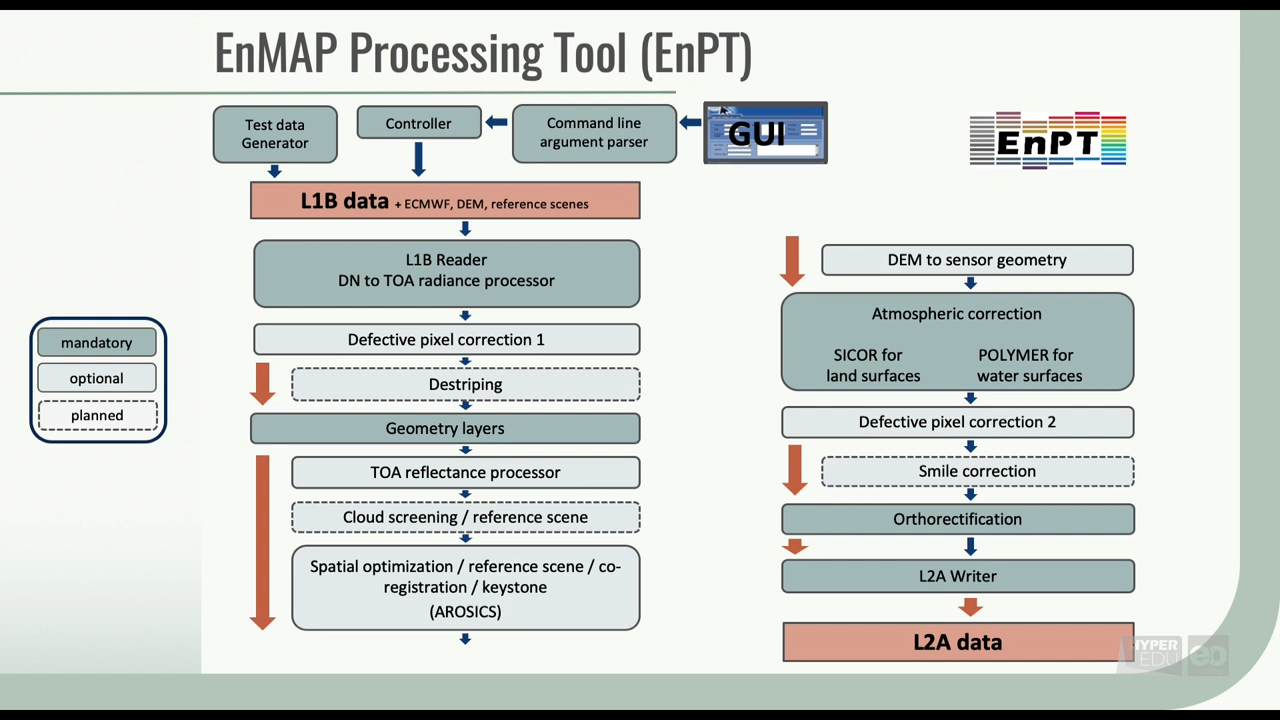 EnMAP Processing Tool (EnPT)
Test data
Generator
Controller
Command line
argument parser
GUI
EnPT
L1B data + ECMWF, DEM, reference scenes
L1B Reader
DN to TOA radiance processor
Defective pixel correction 1
Destriping
Geometry layers
TOA reflectance processor
Cloud screening / reference scene
Spatial optimization / reference scene / co-
registration / keystone
(AROSICS)
mandatory
optional
planned
DEM to sensor geometry
Atmospheric correction
SICOR for
land surfaces
POLYMER for
water surfaces
Defective pixel correction 2
Smile correction
Orthorectification
L2A Writer
L2A data
HYPER
EDU
eo